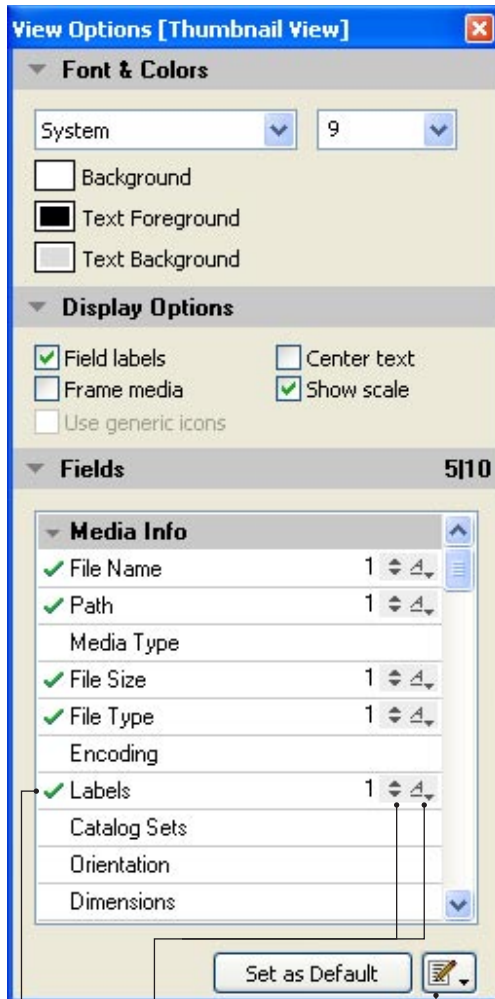 View Options [Thumbnail View]
Font & Colors
System 9
Background
Text Foreground
Text Background
Display Options
Field labels Center text
Frame media Show scale
Use generic icons
Fields 5|10
Media Info
File Name 1 A
Path 1 A
Media Type
File Size 1 A
File Type 1 A
Encoding
Labels 1 A
Catalog Sets
Orientation
Dimensions
Set as Default